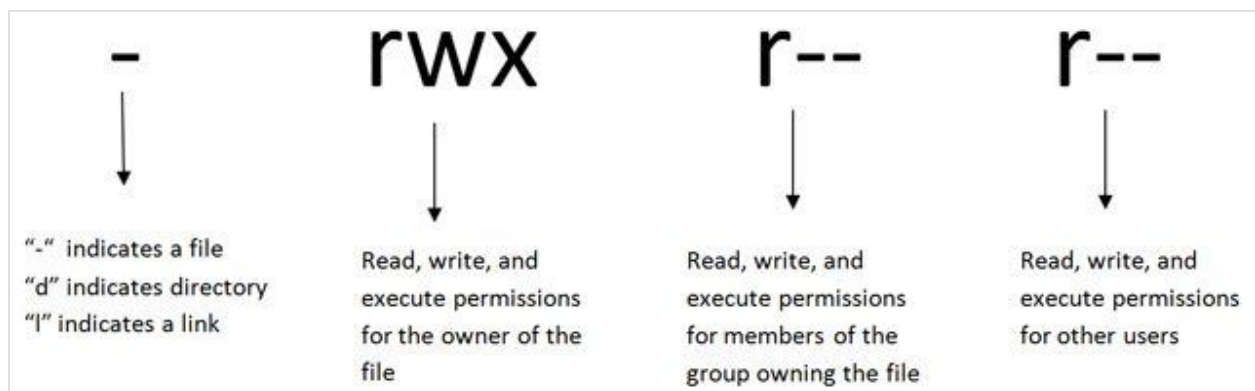 -
rwx
r--
r--
“-“ indicates a file
“d” indicates directory
“l” indicates a link
Read, write, and
execute permissions
for the owner of the
file
Read, write, and
execute permissions
for members of the
group owning the file
Read, write, and
execute permissions
for other users